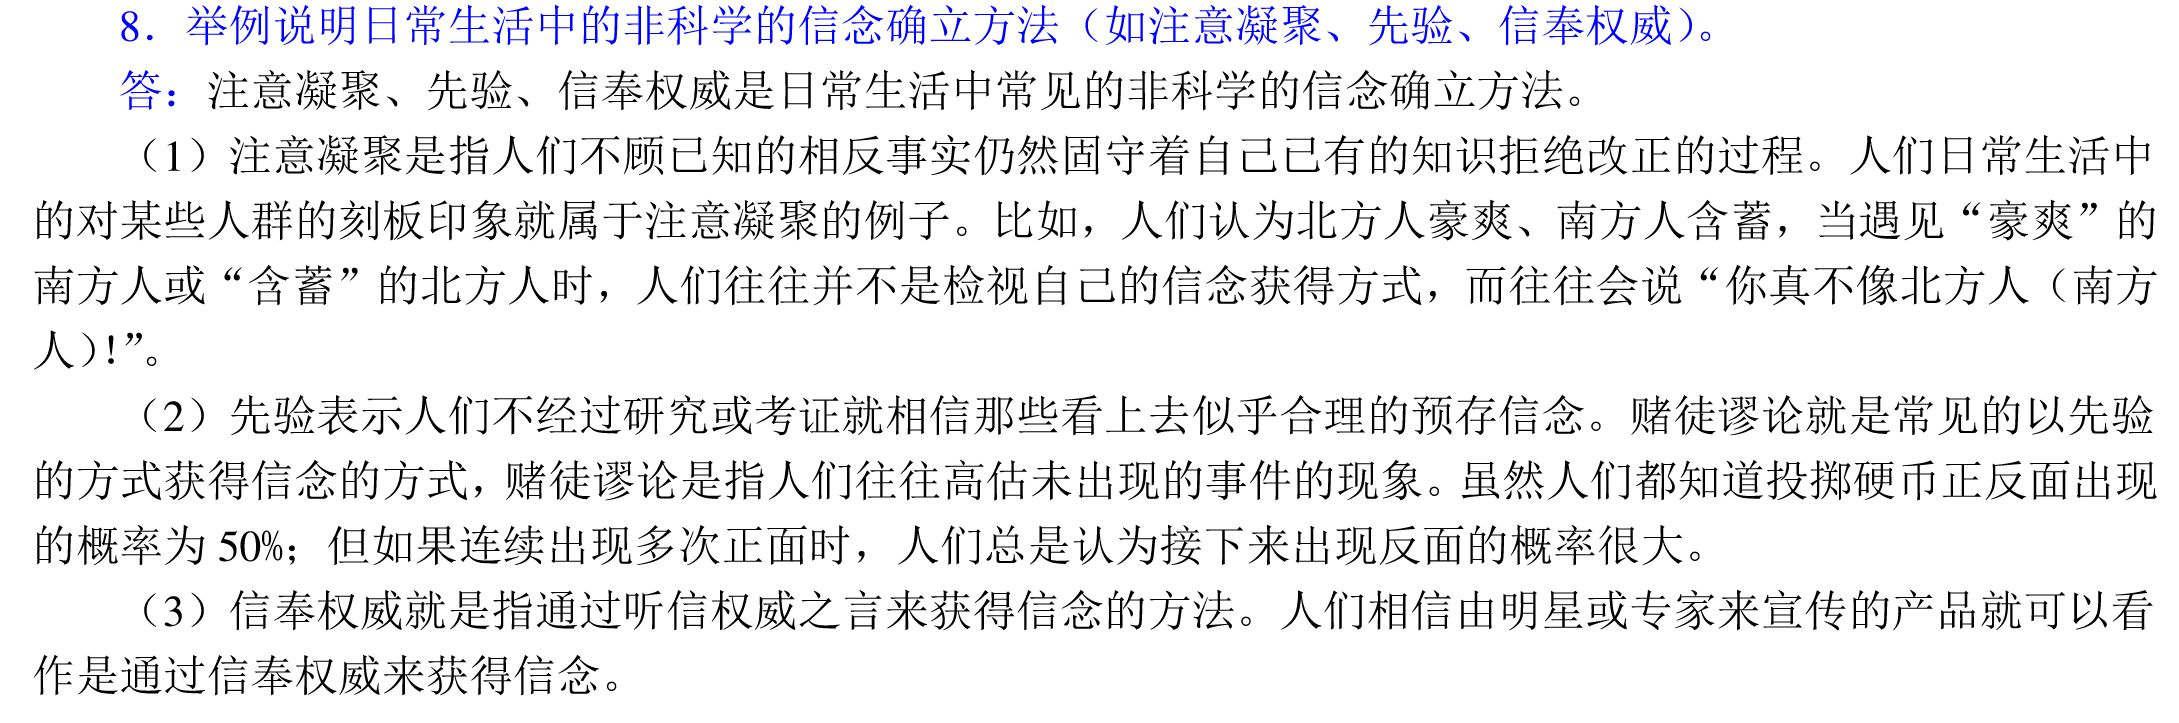 8．举例说明日常生活中的非科学的信念确立方法（如注意凝聚、先验、信奉权威）。
答：注意凝聚、先验、信奉权威是日常生活中常见的非科学的信念确立方法。
（1）注意凝聚是指人们不顾已知的相反事实仍然固守着自己已有的知识拒绝改正的过程。人们日常生活中
的对某些人群的刻板印象就属于注意凝聚的例子。比如，人们认为北方人豪爽、南方人含蓄，当遇见“豪爽”的
南方人或“含蓄”的北方人时，人们往往并不是检视自己的信念获得方式，而往往会说“你真不像北方人（南方
人）!”。
（2）先验表示人们不经过研究或考证就相信那些看上去似乎合理的预存信念。赌徒谬论就是常见的以先验
的方式获得信念的方式，赌徒谬论是指人们往往高估未出现的事件的现象。虽然人们都知道投掷硬币正反面出现
的概率为 50%；但如果连续出现多次正面时，人们总是认为接下来出现反面的概率很大。
（3）信奉权威就是指通过听信权威之言来获得信念的方法。人们相信由明星或专家来宣传的产品就可以看
作是通过信奉权威来获得信念。